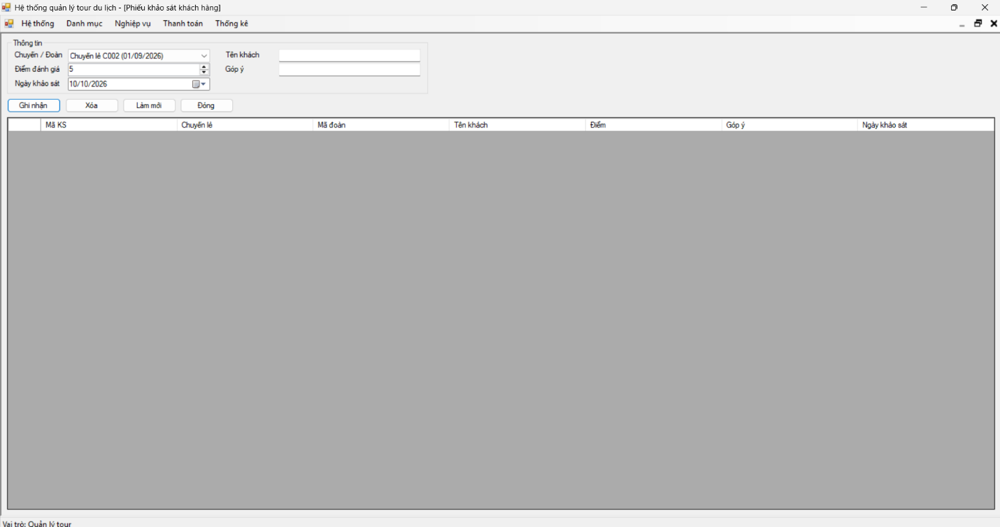 Hệ thống quản lý tour du lịch - [Phiếu khảo sát khách hàng]
Hệ thống Danh mục Nghiệp vụ Thanh toán Thống kê
Thông tin
Chuyến / Đoàn Chuyến lẻ C002 (01/09/2026) Tên khách
Điểm đánh giá 5 Góp ý
Ngày khảo sát 10/10/2026
Ghi nhận Xóa Làm mới Đóng
Mã KS Chuyến lẻ Mã đoàn Tên khách Điểm Góp ý Ngày khảo sát
Vai trò: Quản lý tour